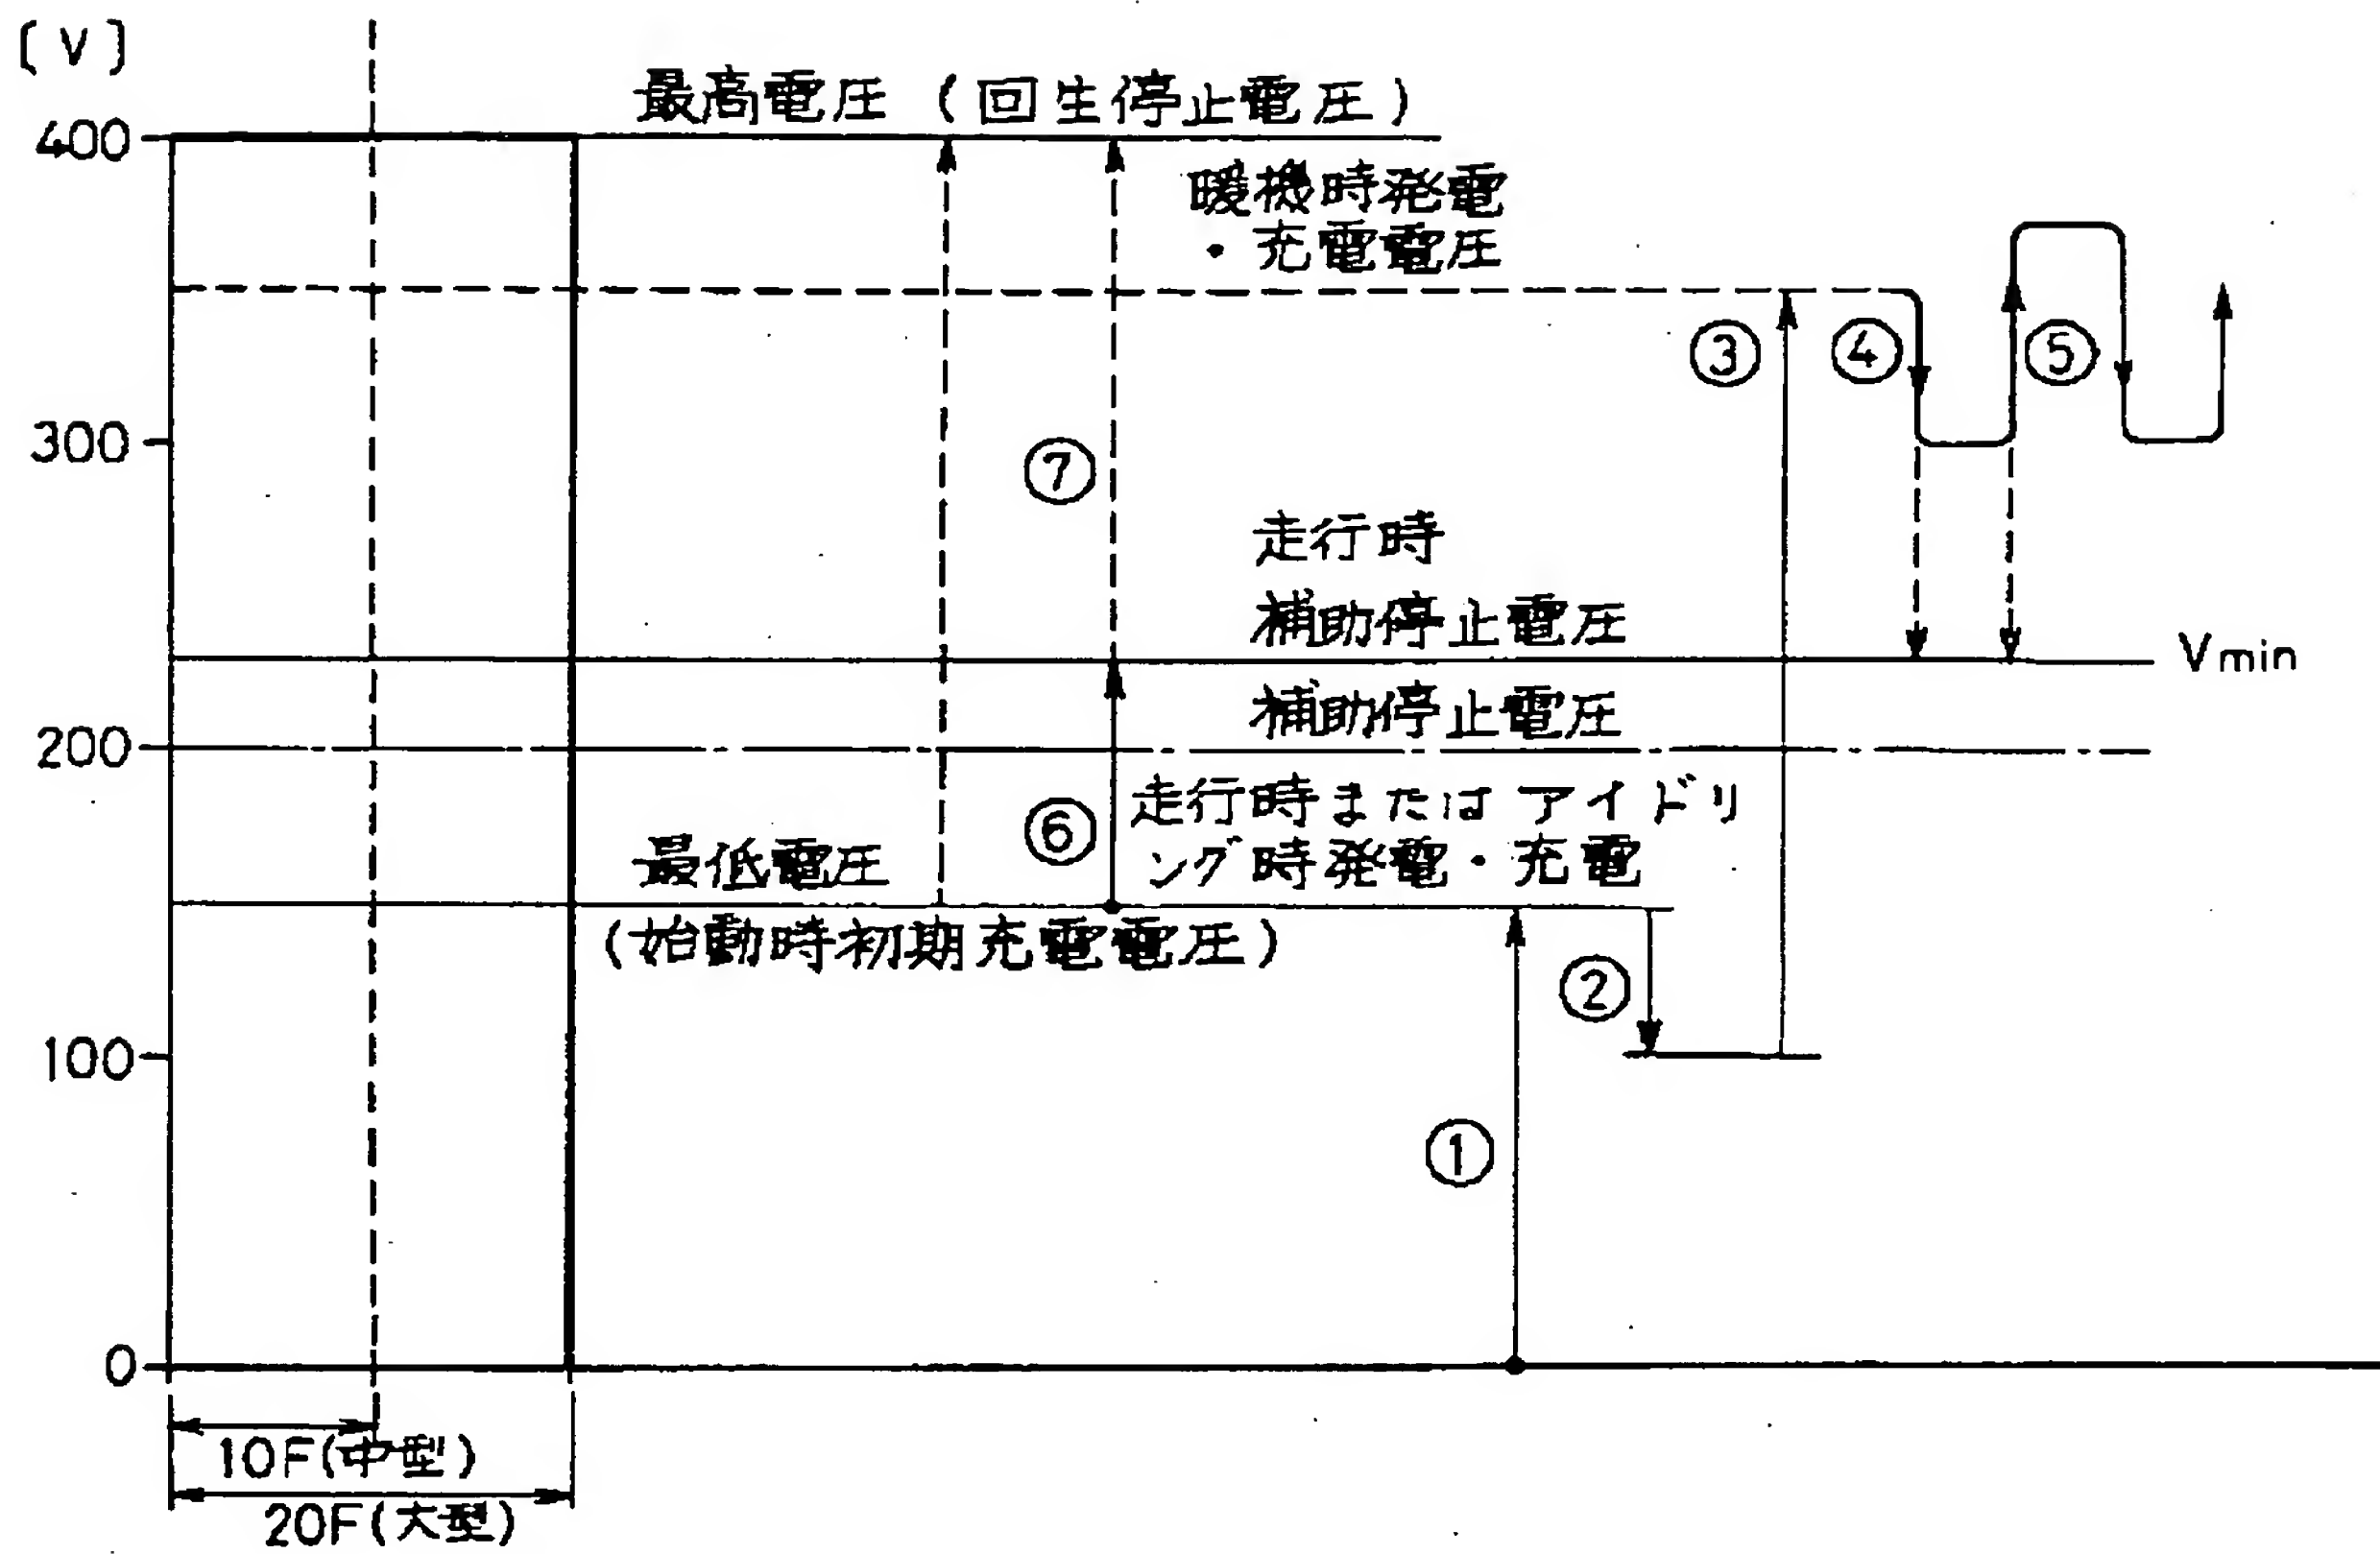 〔V〕
400
300
200
100
0
最高電圧(回生停止電圧)
暖機時発電
・充電電圧
③
④
⑤
⑦
走行時
補助停止電圧
Vmin
補助停止電圧
⑥
走行時またはアイドリ
ング時発電・充電
最低電圧
(始動時初期充電電圧)
②
①
10F(中型)
20F(大型)